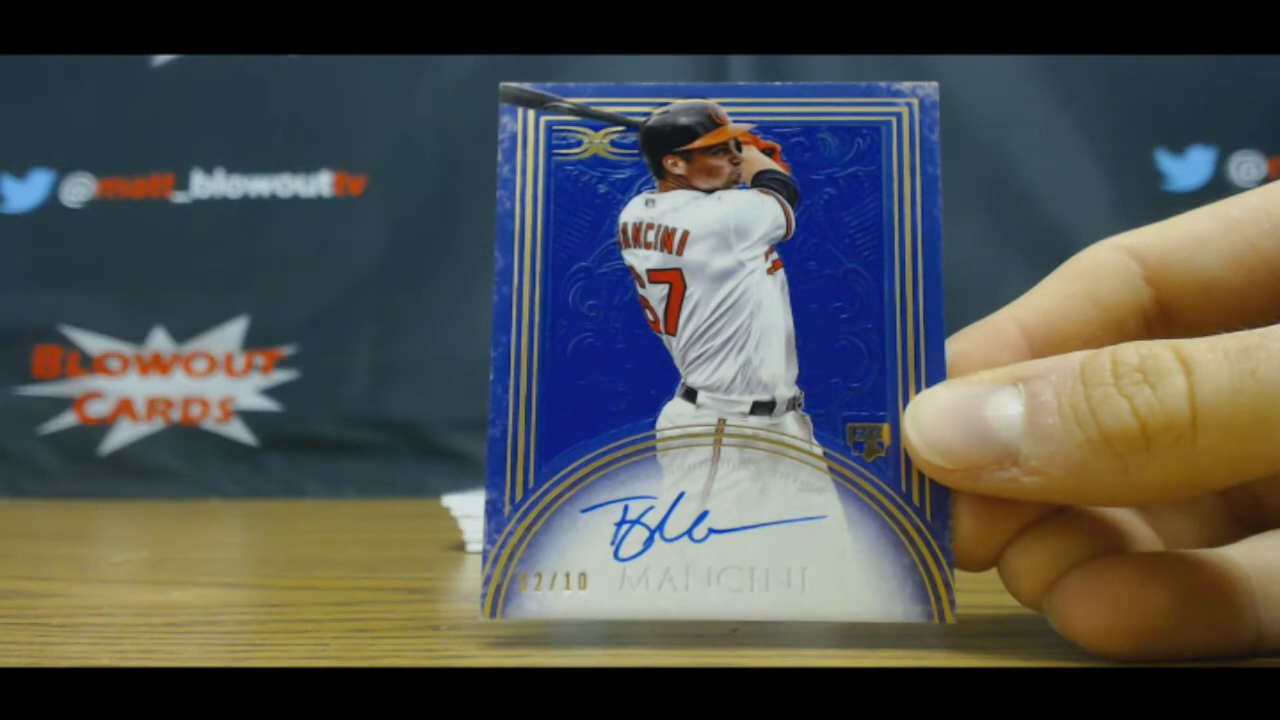 @matt_blowouttv
@
BLOWOUT
CARDS
MANCINI
67
02/10
MANCINI